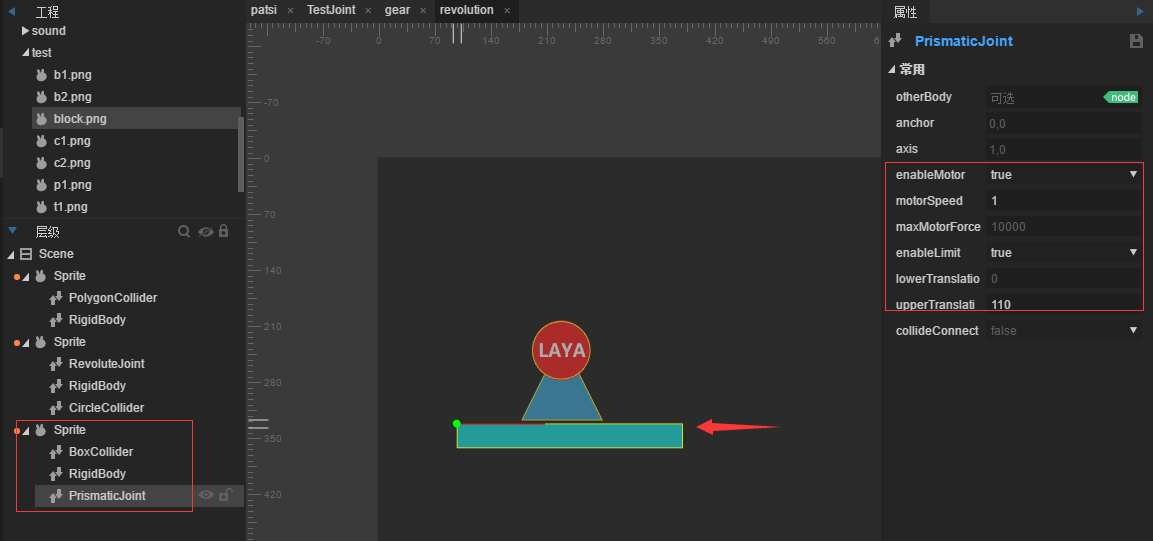 工程
sound
test
b1.png
b2.png
block.png
c1.png
c2.png
p1.png
t1.png
层级
Scene
Sprite
PolygonCollider
RigidBody
Sprite
RevoluteJoint
RigidBody
CircleCollider
Sprite
BoxCollider
RigidBody
PrismaticJoint
patsi × TestJoint × gear × revolution ×
-70 0 70 140 210 280 350 420 490 560 6
-70
0
70
140
210
280
350
420
LAYA
属性
PrismaticJoint
常用
otherBody 可选 node
anchor 0,0
axis 1,0
enableMotor true
motorSpeed 1
maxMotorForce 10000
enableLimit true
lowerTranslatio 0
upperTranslati 110
collideConnect false